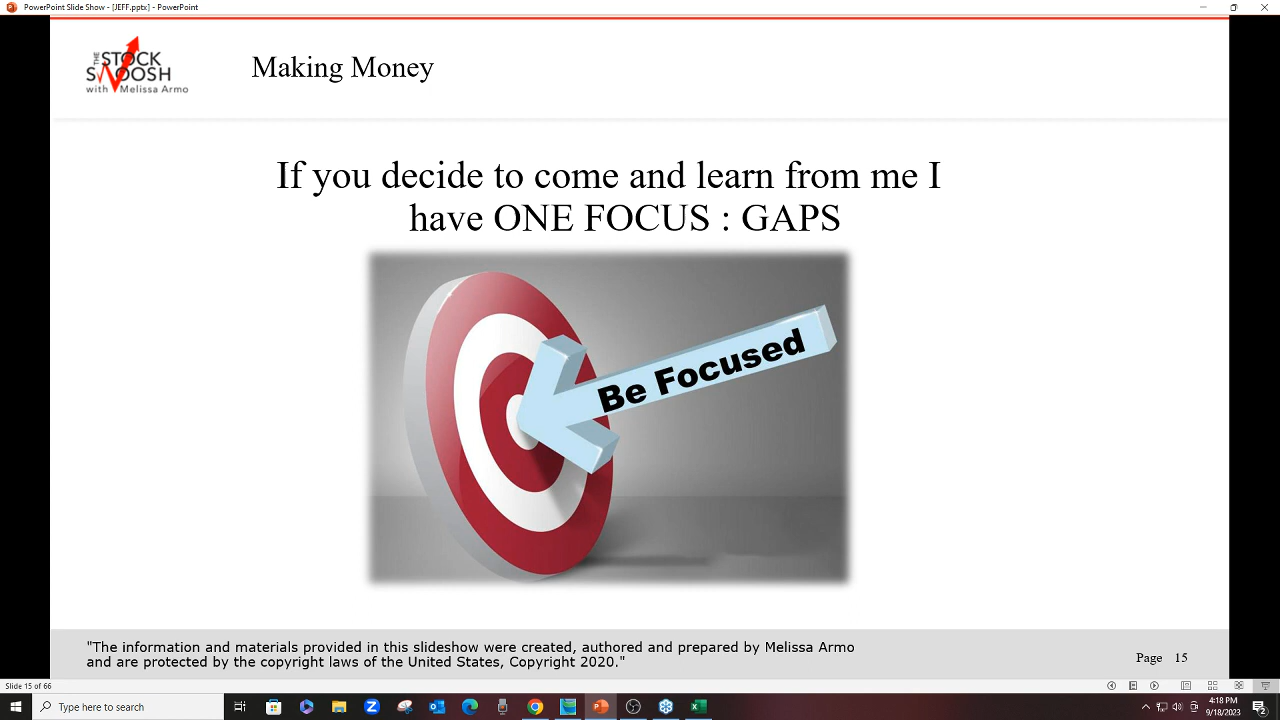 PowerPoint Slide Show - [JEFF.pptx] - PowerPoint
THE STOCK
SWOOSH
with Melissa Armo
Making Money
If you decide to come and learn from me I
have ONE FOCUS : GAPS
Be Focused
"The information and materials provided in this slideshow were created, authored and prepared by Melissa Armo
and are protected by the copyright laws of the United States, Copyright 2020."
Page 15
Slide 15 of 66
Type here to search
4:18 PM
9/18/2023
2